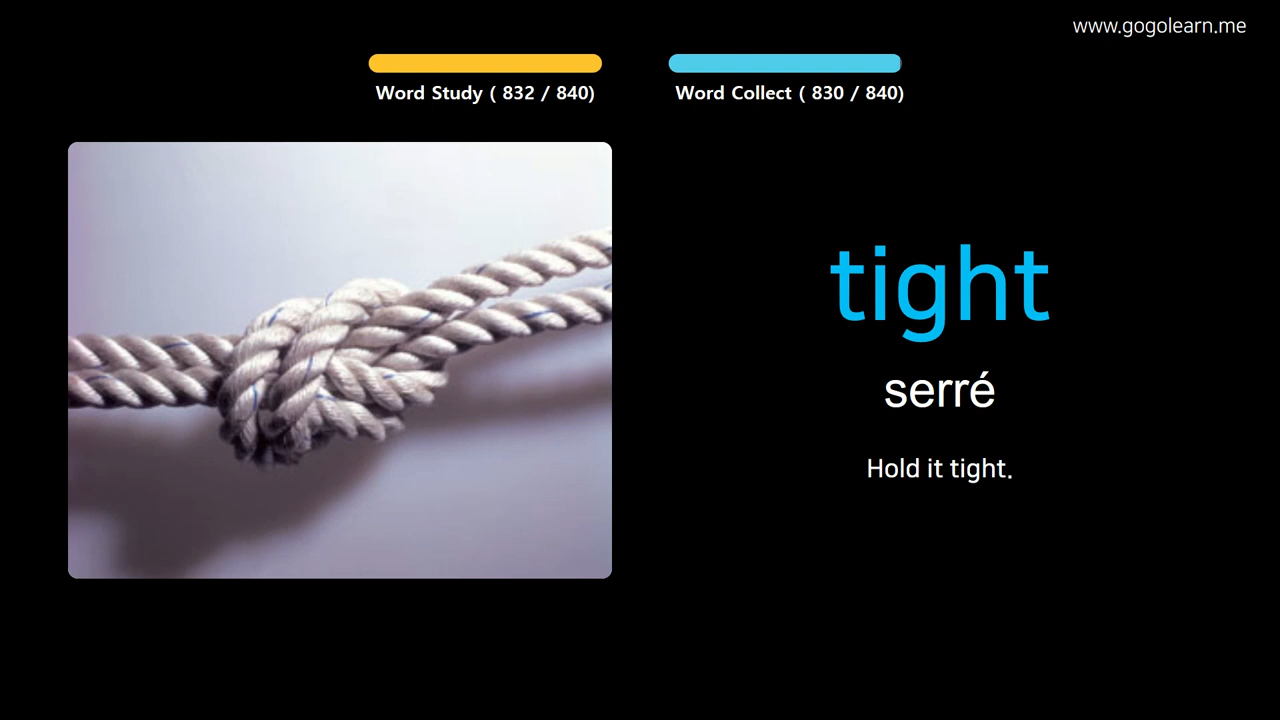 www.gogolearn.me
Word Study ( 832 / 840)
Word Collect ( 830 / 840)
tight
serré
Hold it tight.